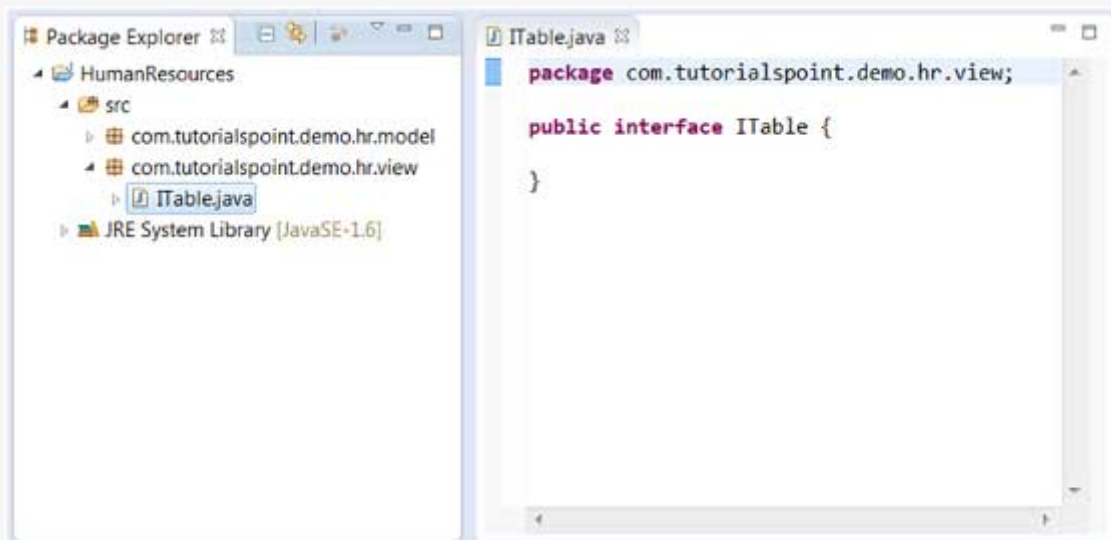 Package Explorer
HumanResources
src
com.tutorialspoint.demo.hr.model
com.tutorialspoint.demo.hr.view
ITable.java
JRE System Library [JavaSE-1.6]
ITable.java
package com.tutorialspoint.demo.hr.view;
public interface ITable {
}